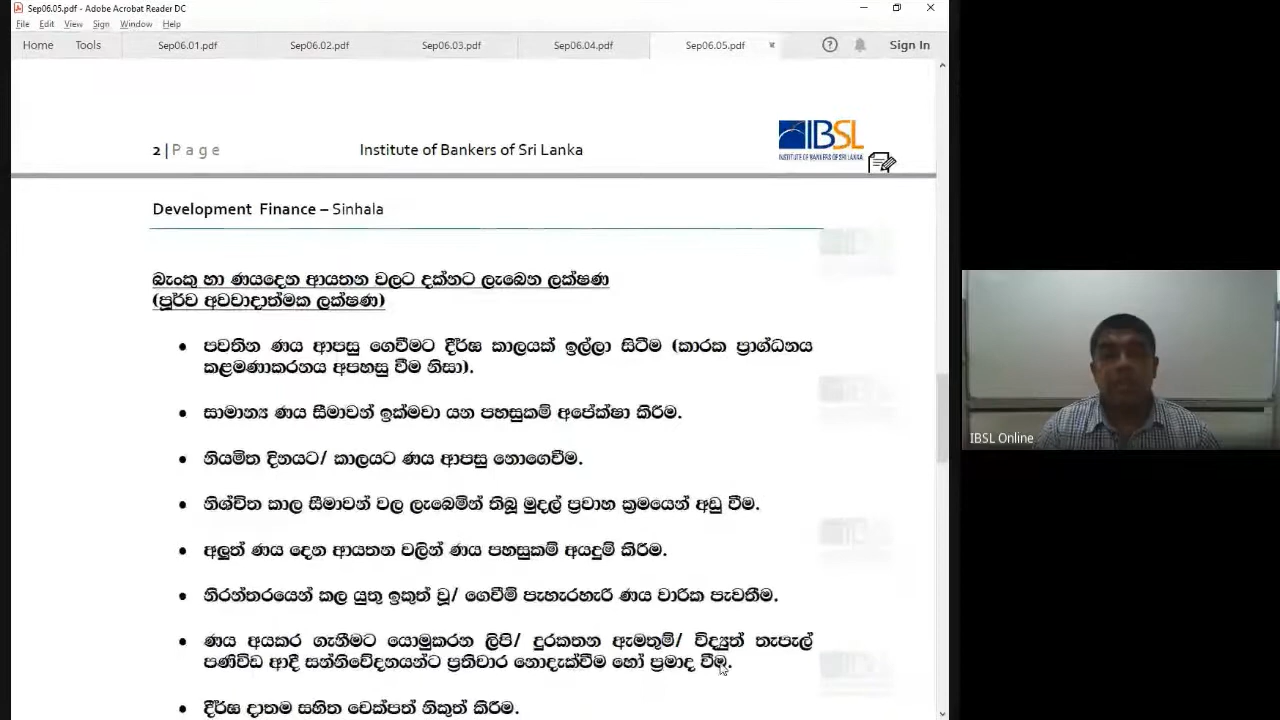 Sep06.05.pdf - Adobe Acrobat Reader DC
File Edit View Sign Window Help
Home Tools Sep06.01.pdf Sep06.02.pdf Sep06.03.pdf Sep06.04.pdf Sep06.05.pdf Sign In
IBSL
INSTITUTE OF BANKERS OF SRI LANKA
2 | Page Institute of Bankers of Sri Lanka
Development Finance – Sinhala
බැංකු හා ණයදෙන ආයතන වලට දක්නට ලැබෙන ලක්ෂණ
(පූර්ව අවවාදාත්මක ලක්ෂණ)
• පවතින ණය ආපසු ගෙවීමට දීර්ඝ කාලයක් ඉල්ලා සිටීම (කාරක ප්‍රාග්ධනය
කළමණාකරනය අපහසු වීම නිසා).
• සාමාන්‍ය ණය සීමාවන් ඉක්මවා යන පහසුකම් අපේක්ෂා කිරීම.
• නියමිත දිනයට/ කාලයට ණය ආපසු නොගෙවීම.
• නිශ්චිත කාල සීමාවන් වල ලැබෙමින් තිබූ මුදල් ප්‍රවාහ ක්‍රමයෙන් අඩු වීම.
• අලුත් ණය දෙන ආයතන වලින් ණය පහසුකම් අයදුම් කිරීම.
• නිරන්තරයෙන් කල යුතු ඉකුත් වූ/ ගෙවීම් පැහැරහැරි ණය වාරික පැවතීම.
• ණය අයකර ගැනීමට යොමුකරන ලිපි/ දුරකතන ඇමතුම්/ විද්‍යුත් තැපැල්
පණිවිඩ ආදී සන්නිවේදනයන්ට ප්‍රතිචාර නොදැක්වීම හෝ ප්‍රමාද වීම.
• දීර්ඝ දාතම සහිත චෙක්පත් නිකුත් කිරීම.
IBSL Online